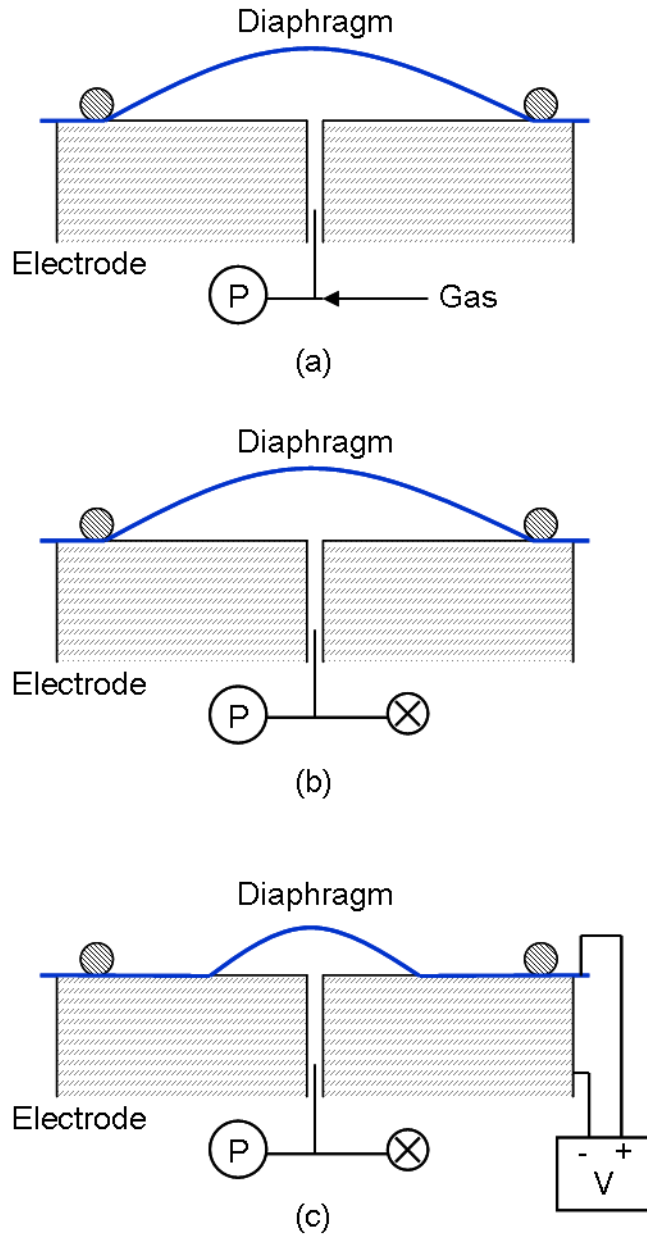 Diaphragm
Electrode
P
Gas
(a)
Diaphragm
Electrode
P
(b)
Diaphragm
Electrode
P
- +
V
(c)